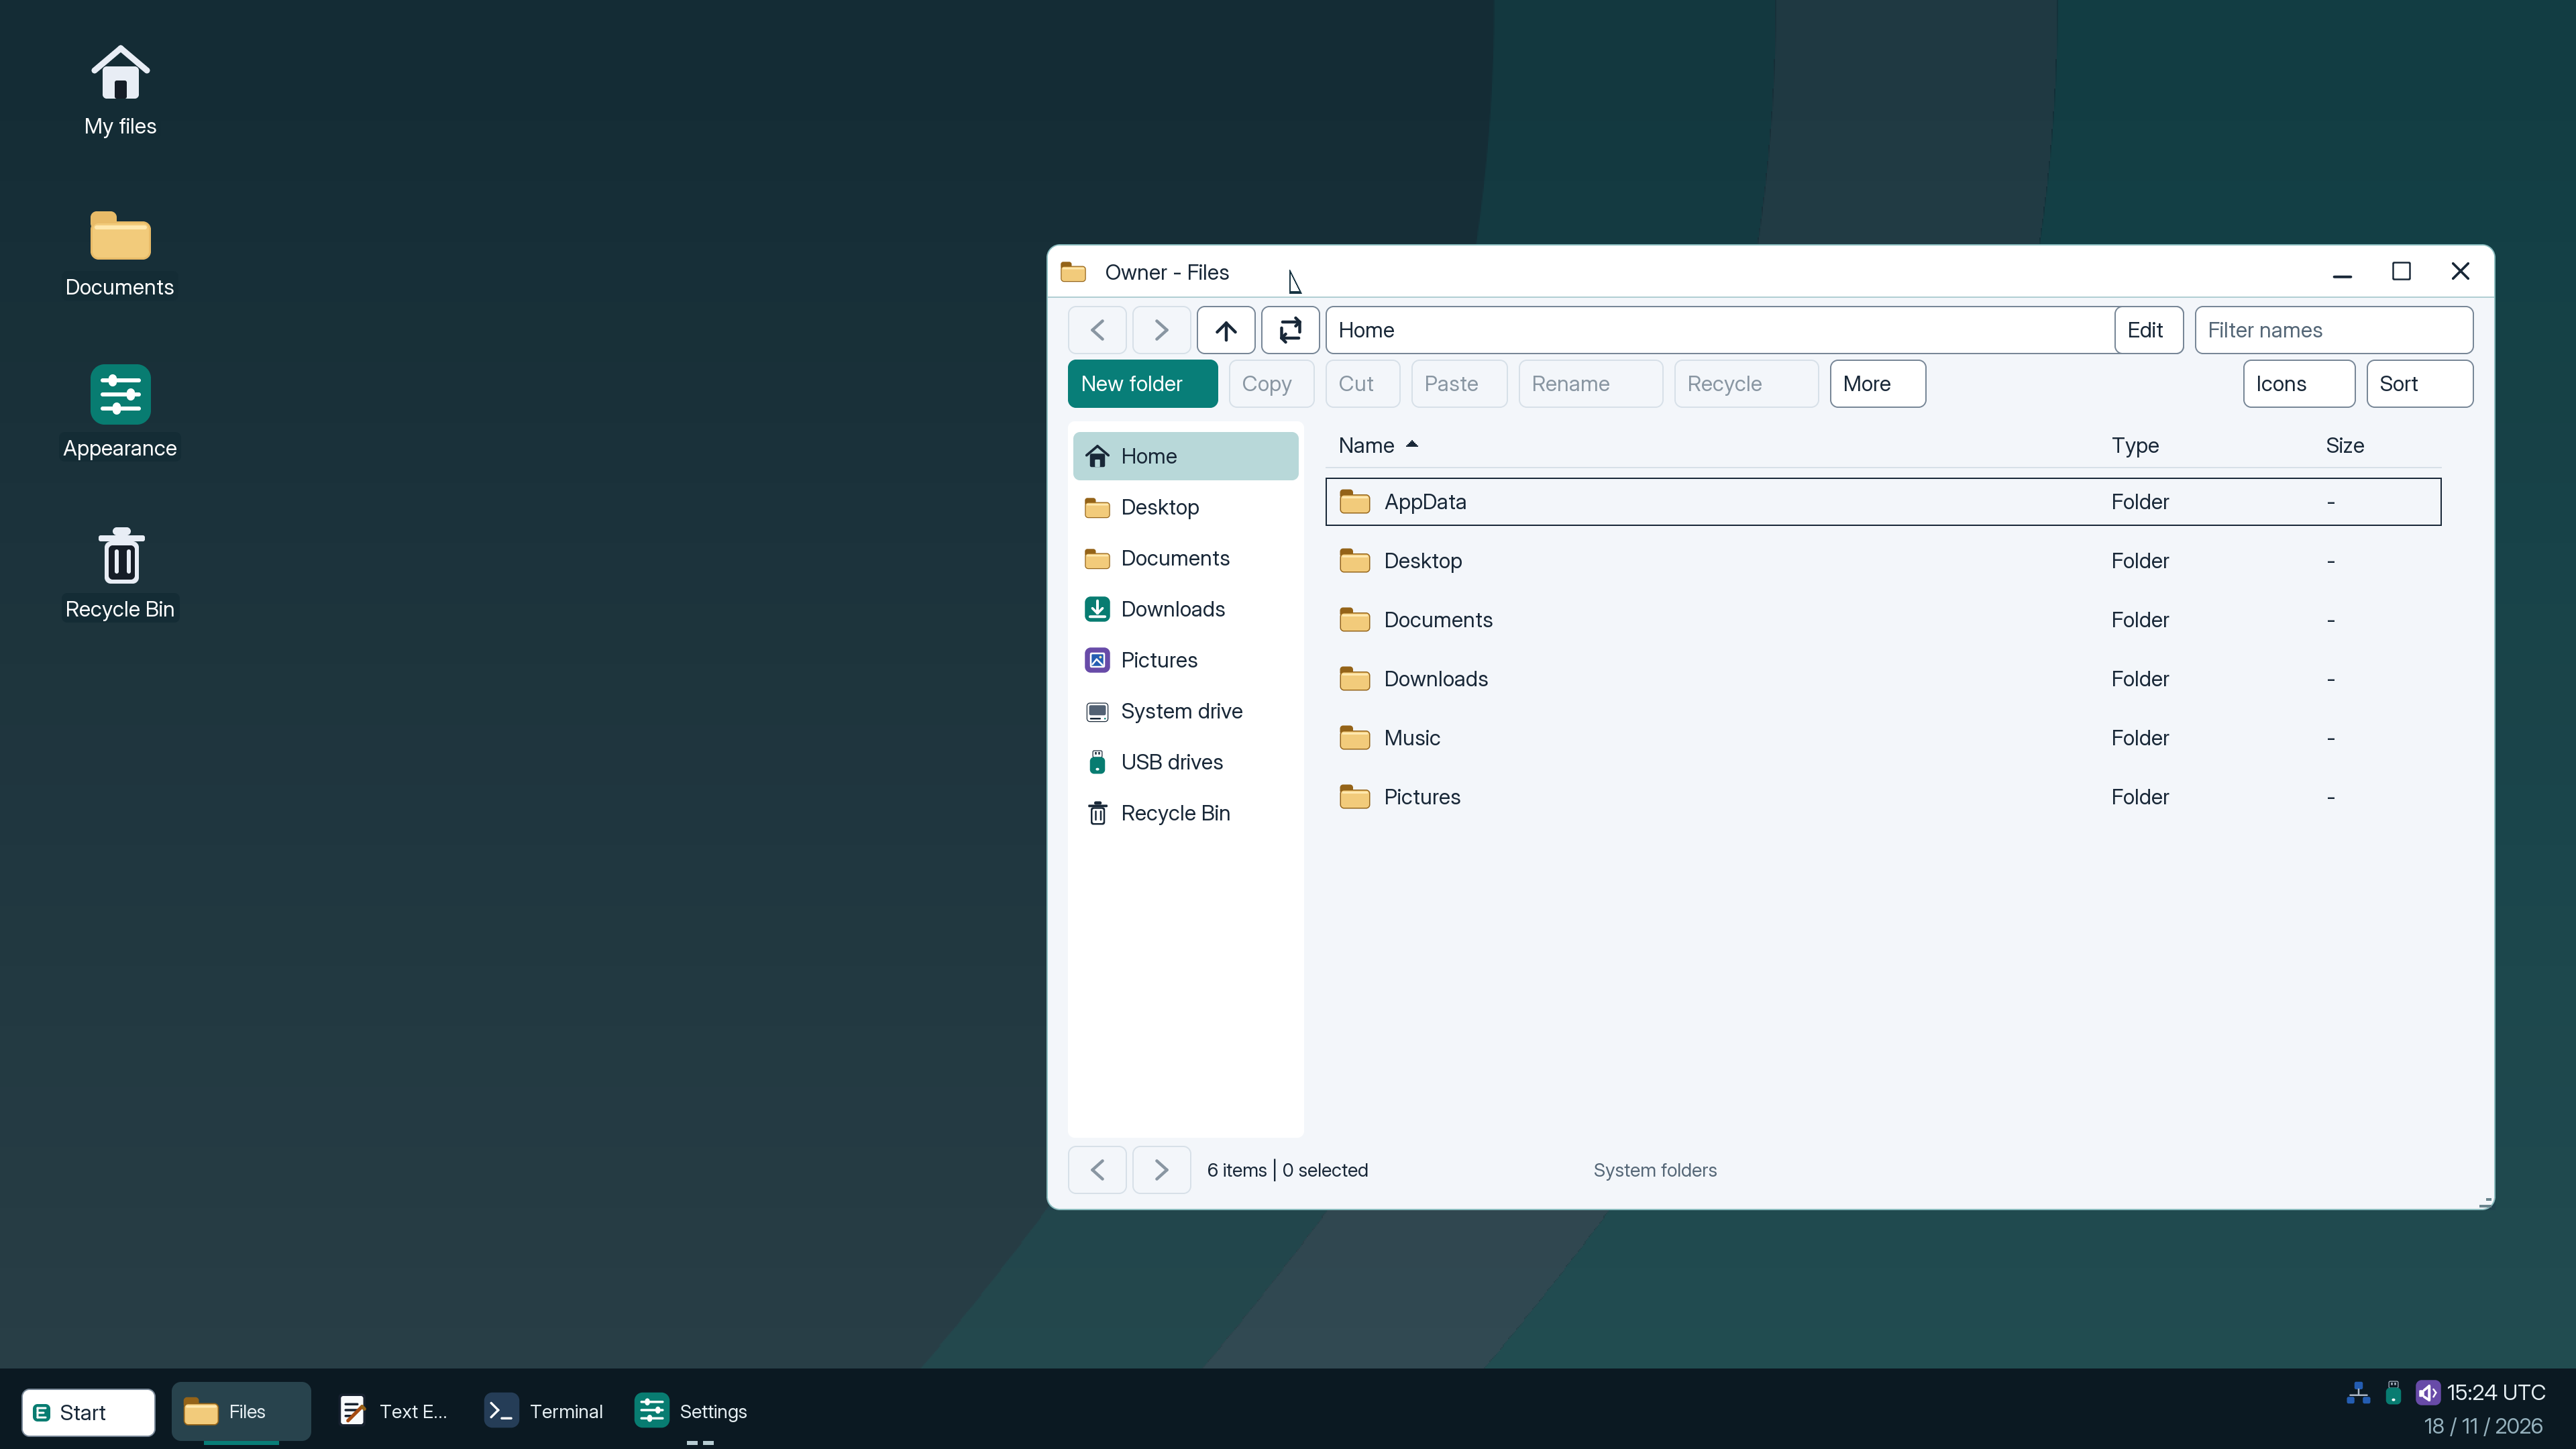 My files
Documents
Appearance
Recycle Bin
Owner - Files
Home
Edit
Filter names
New folder
Copy
Cut
Paste
Rename
Recycle
More
Icons
Sort
Home
Desktop
Documents
Downloads
Pictures
System drive
USB drives
Recycle Bin
Name Type Size
AppData Folder -
Desktop Folder -
Documents Folder -
Downloads Folder -
Music Folder -
Pictures Folder -
6 items | 0 selected
System folders
Start
Files
Text E...
Terminal
Settings
15:24 UTC
18 / 11 / 2026